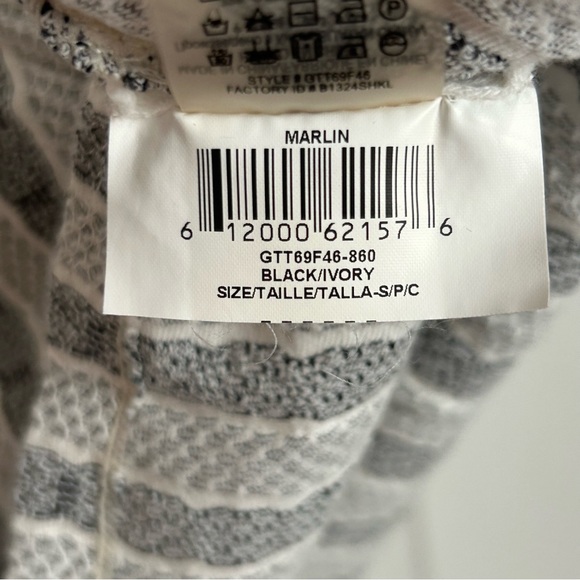 STYLE # GTT69F46
FACTORY ID # B1324SHKL
MARLIN
6 12000 62157 6
GTT69F46-860
BLACK/IVORY
SIZE/TAILLE/TALLA-S/P/C